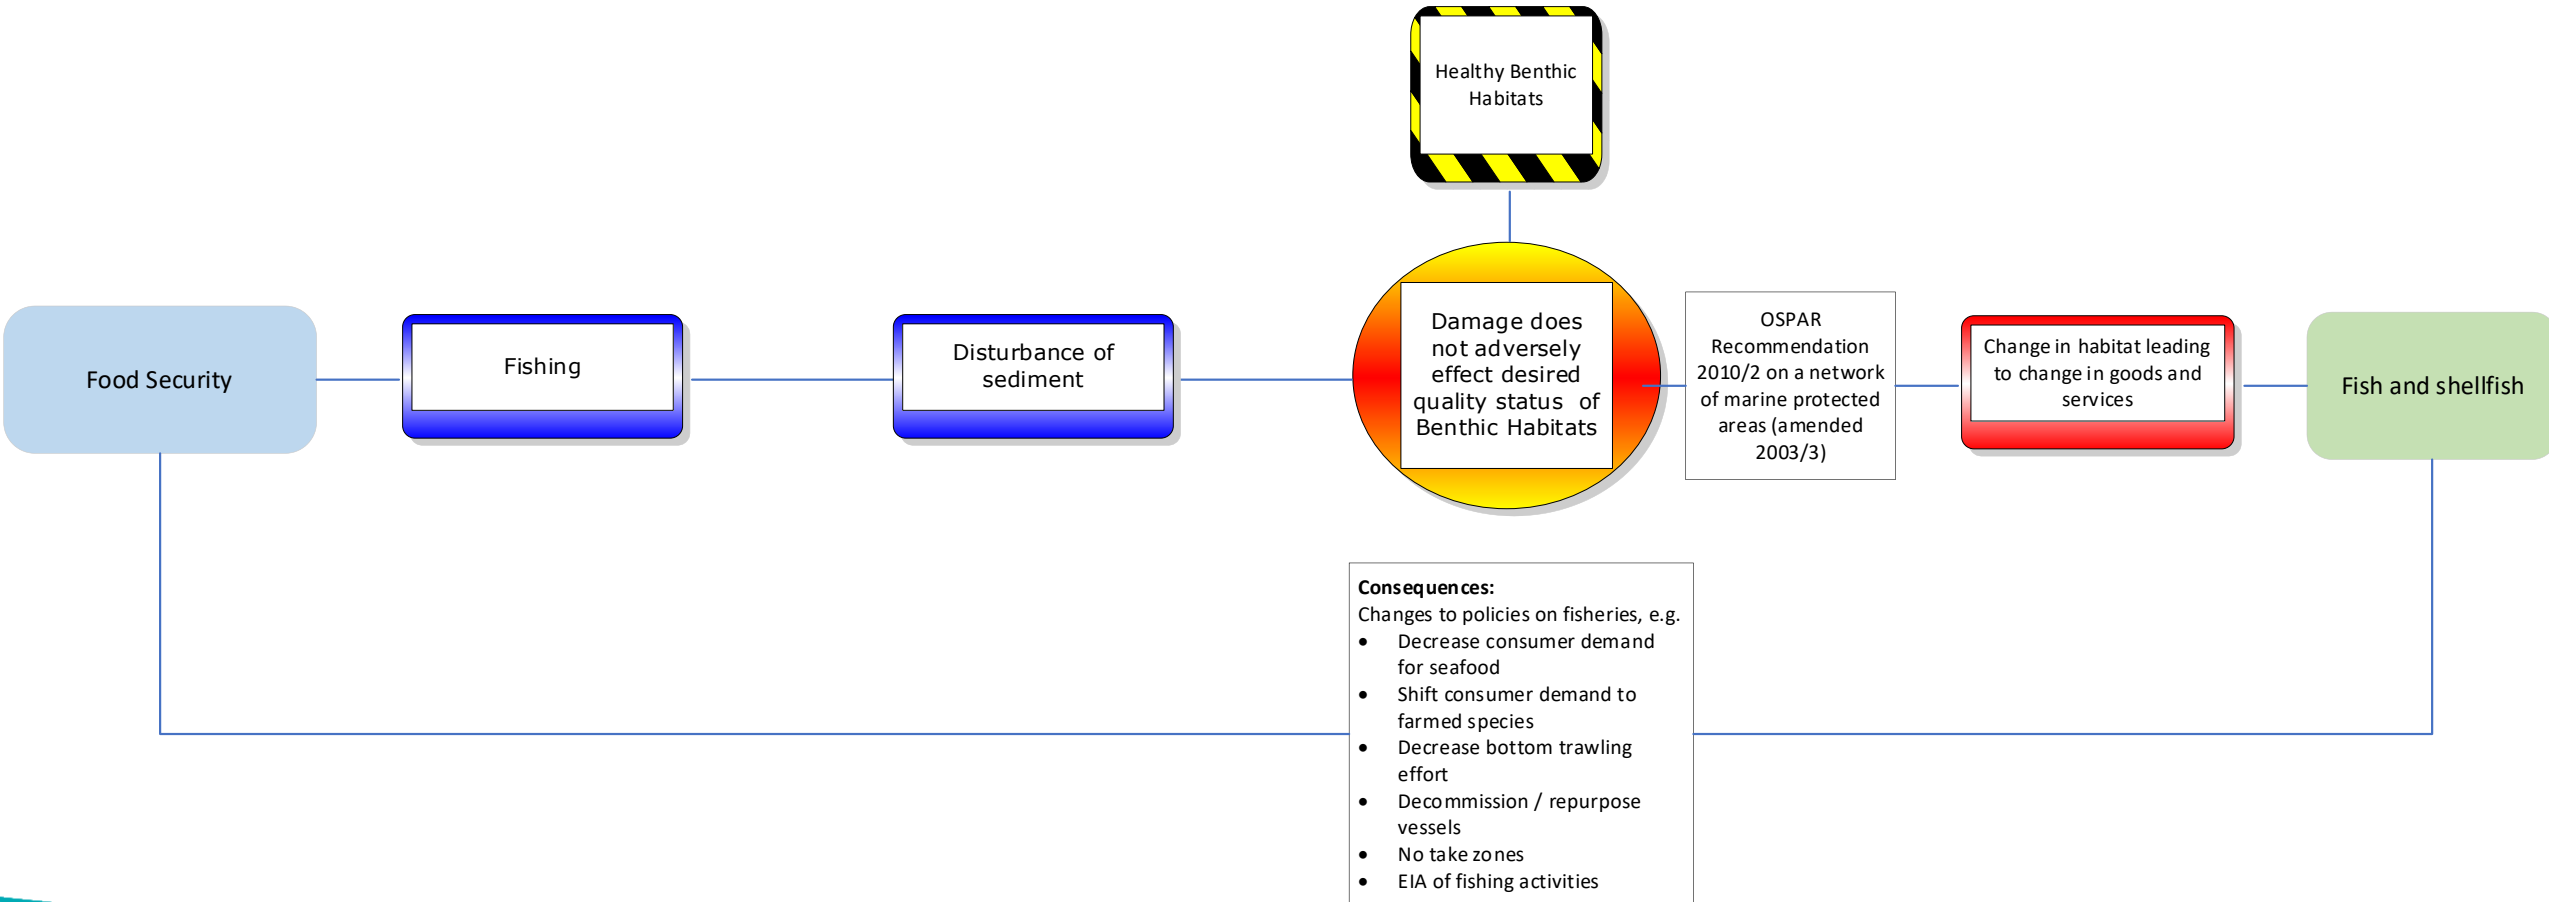 Healthy Benthic
Habitats
Food Security
Fishing
Disturbance of
sediment
Damage does
not adversely
effect desired
quality status of
Benthic Habitats
OSPAR
Recommendation
2010/2 on a network
of marine protected
areas (amended
2003/3)
Change in habitat leading
to change in goods and
services
Fish and shellfish
Consequences:
Changes to policies on fisheries, e.g.
• Decrease consumer demand
for seafood
• Shift consumer demand to
farmed species
• Decrease bottom trawling
effort
• Decommission / repurpose
vessels
• No take zones
• EIA of fishing activities